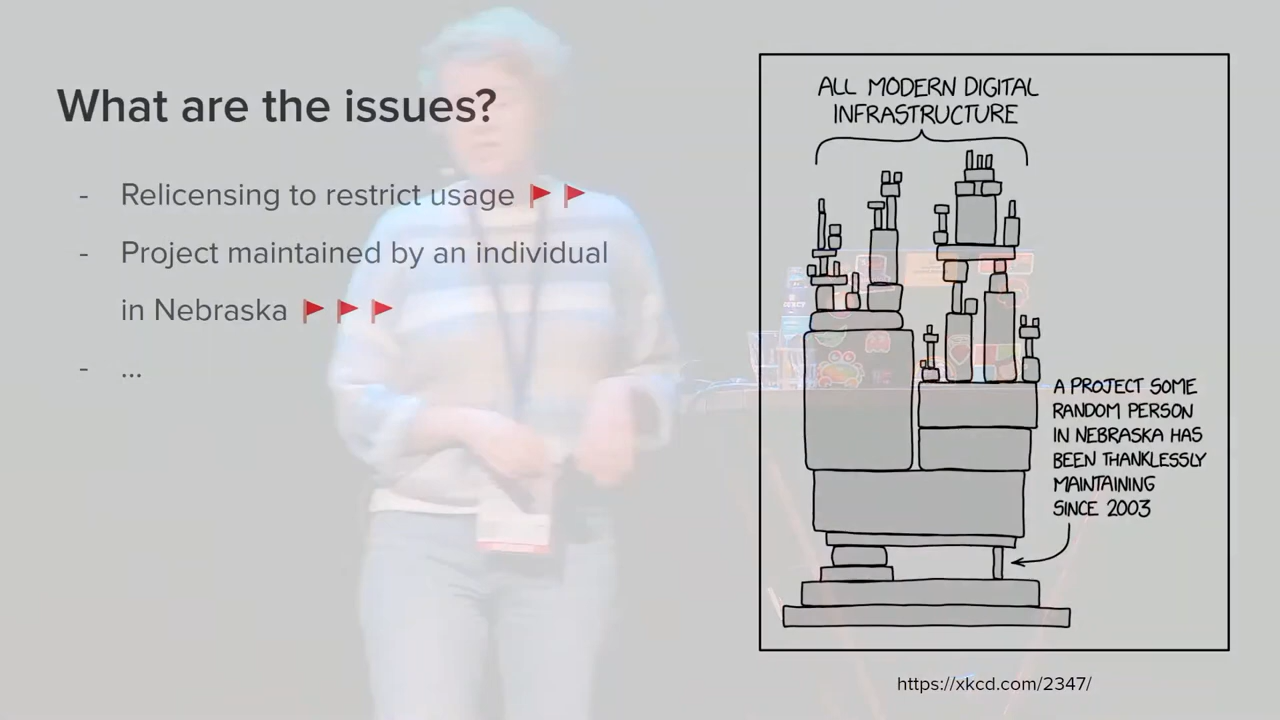 What are the issues?
- Relicensing to restrict usage 🚩 🚩
- Project maintained by an individual
in Nebraska 🚩 🚩 🚩
- ...
ALL MODERN DIGITAL
INFRASTRUCTURE
A PROJECT SOME
RANDOM PERSON
IN NEBRASKA HAS
BEEN THANKLESSLY
MAINTAINING
SINCE 2003
https://xkcd.com/2347/